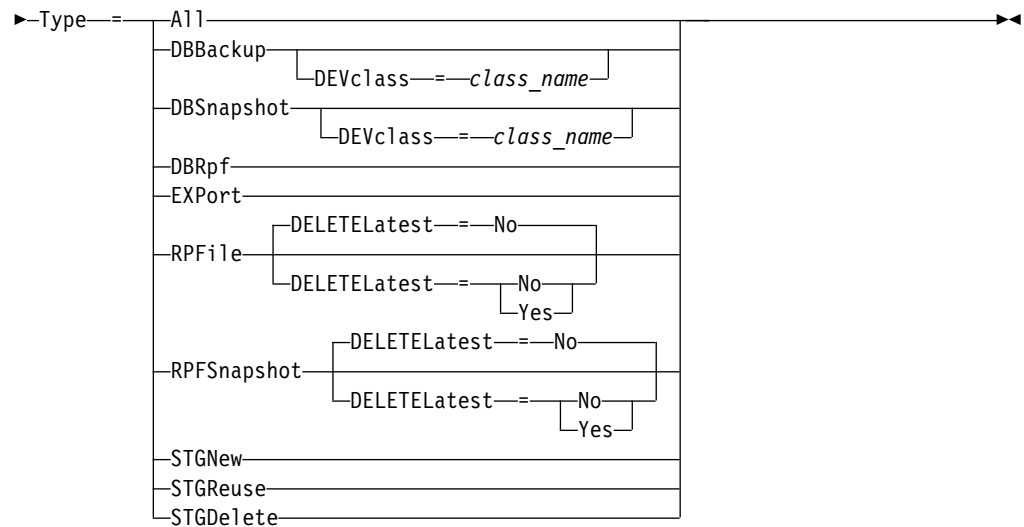 Type = All
DBBackup
DEVclass = class_name
DBSnapshot
DEVclass = class_name
DBRpf
EXPort
DELETELatest = No
RPFile
DELETELatest = No
Yes
DELETELatest = No
RPFSnapshot
DELETELatest = No
Yes
STGNew
STGReuse
STGDelete